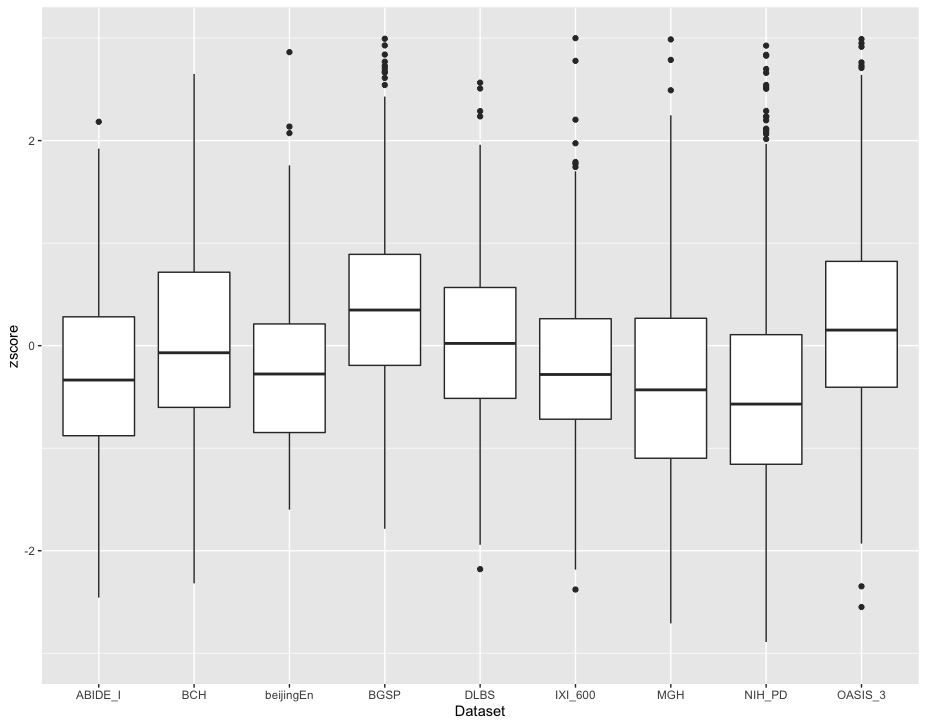 zscore
2
0
-2
ABIDE_I BCH beijingEn BGSP DLBS IXI_600 MGH NIH_PD OASIS_3
Dataset